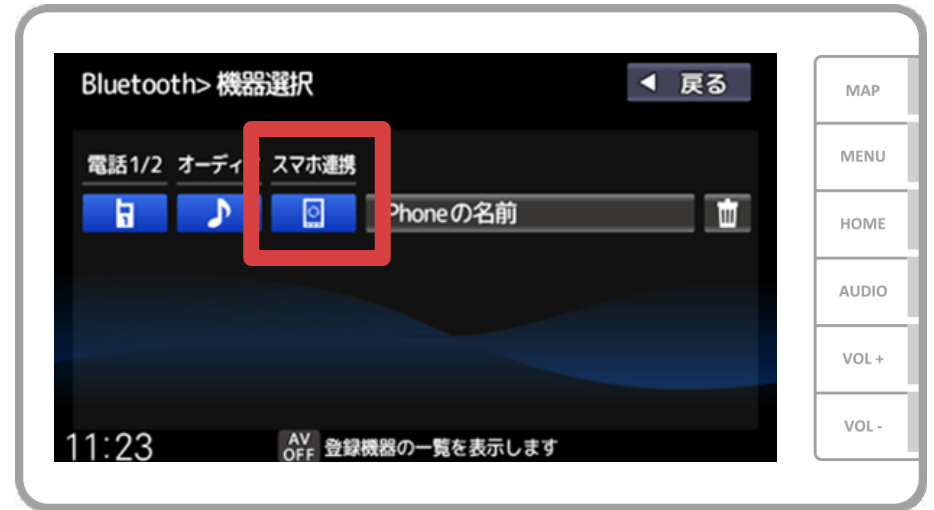 Bluetooth> 機器選択
戻る
電話1/2 オーディ スマホ連携
Phoneの名前
11:23
AV OFF 登録機器の一覧を表示します
MAP
MENU
HOME
AUDIO
VOL +
VOL -